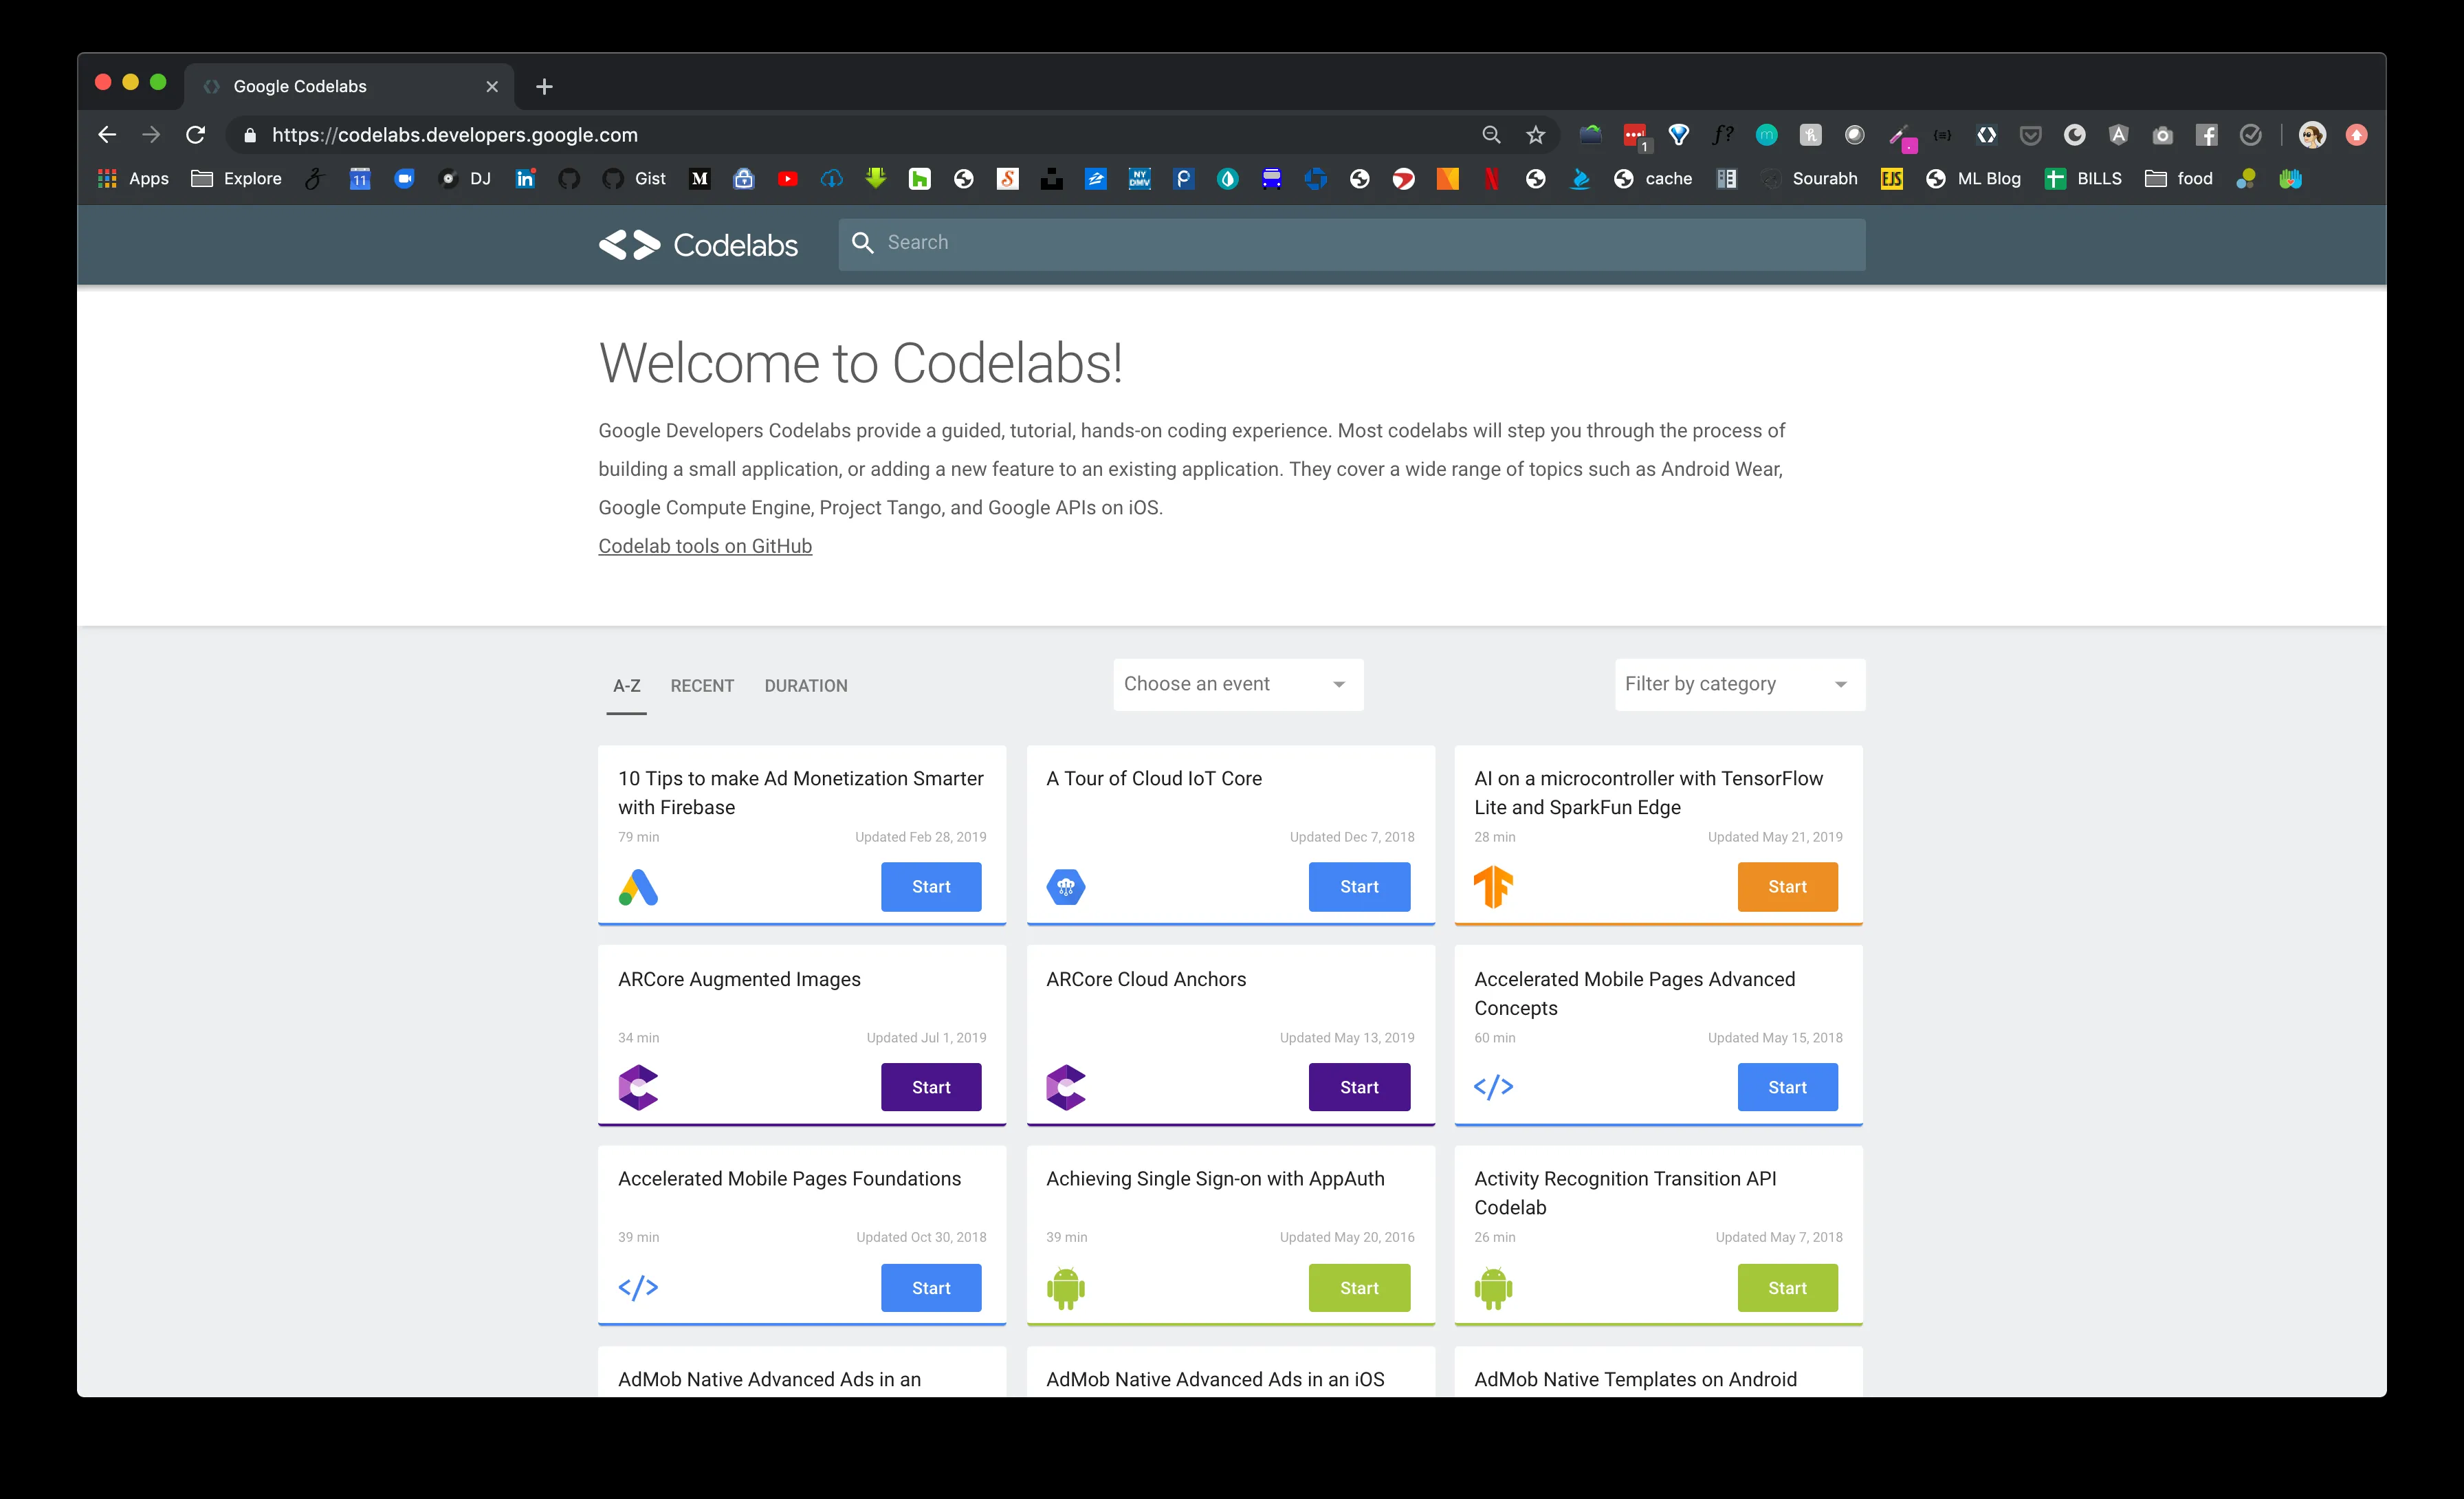 Google Codelabs
https://codelabs.developers.google.com
1
f?
m
h
{=}
Apps
Explore
11
DJ
in
Gist
M
NY
DMV
cache
Sourabh
EJS
ML Blog
BILLS
food
Codelabs
Search
Welcome to Codelabs!
Google Developers Codelabs provide a guided, tutorial, hands-on coding experience. Most codelabs will step you through the process of
building a small application, or adding a new feature to an existing application. They cover a wide range of topics such as Android Wear,
Google Compute Engine, Project Tango, and Google APIs on iOS.
Codelab tools on GitHub
A-Z
RECENT
DURATION
Choose an event
Filter by category
10 Tips to make Ad Monetization Smarter
with Firebase
79 min
Updated Feb 28, 2019
Start
A Tour of Cloud IoT Core
Updated Dec 7, 2018
Start
AI on a microcontroller with TensorFlow
Lite and SparkFun Edge
28 min
Updated May 21, 2019
Start
ARCore Augmented Images
34 min
Updated Jul 1, 2019
Start
ARCore Cloud Anchors
Updated May 13, 2019
Start
Accelerated Mobile Pages Advanced
Concepts
60 min
Updated May 15, 2018
</>
Start
Accelerated Mobile Pages Foundations
39 min
Updated Oct 30, 2018
</>
Start
Achieving Single Sign-on with AppAuth
39 min
Updated May 20, 2016
Start
Activity Recognition Transition API
Codelab
26 min
Updated May 7, 2018
Start
AdMob Native Advanced Ads in an
AdMob Native Advanced Ads in an iOS
AdMob Native Templates on Android